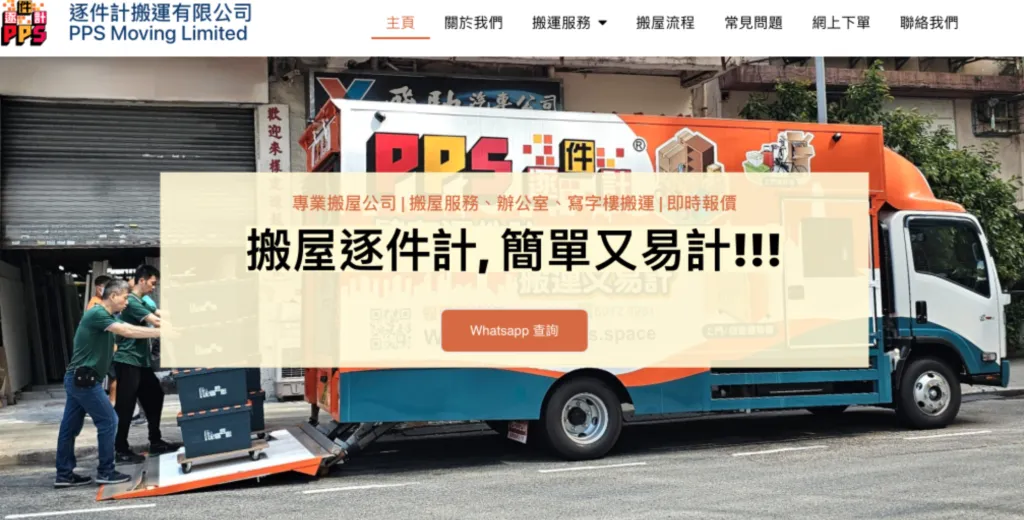 逐件計搬運有限公司
PPS Moving Limited
主頁
關於我們
搬運服務
搬屋流程
常見問題
網上下單
聯絡我們
歡迎來
汽車公司
PPS 件 ®
逐 計
專業搬屋公司 | 搬屋服務、辦公室、寫字樓搬運 | 即時報價
搬屋逐件計, 簡單又易計!!!
搬運又易計
Whatsapp 查詢
s.space